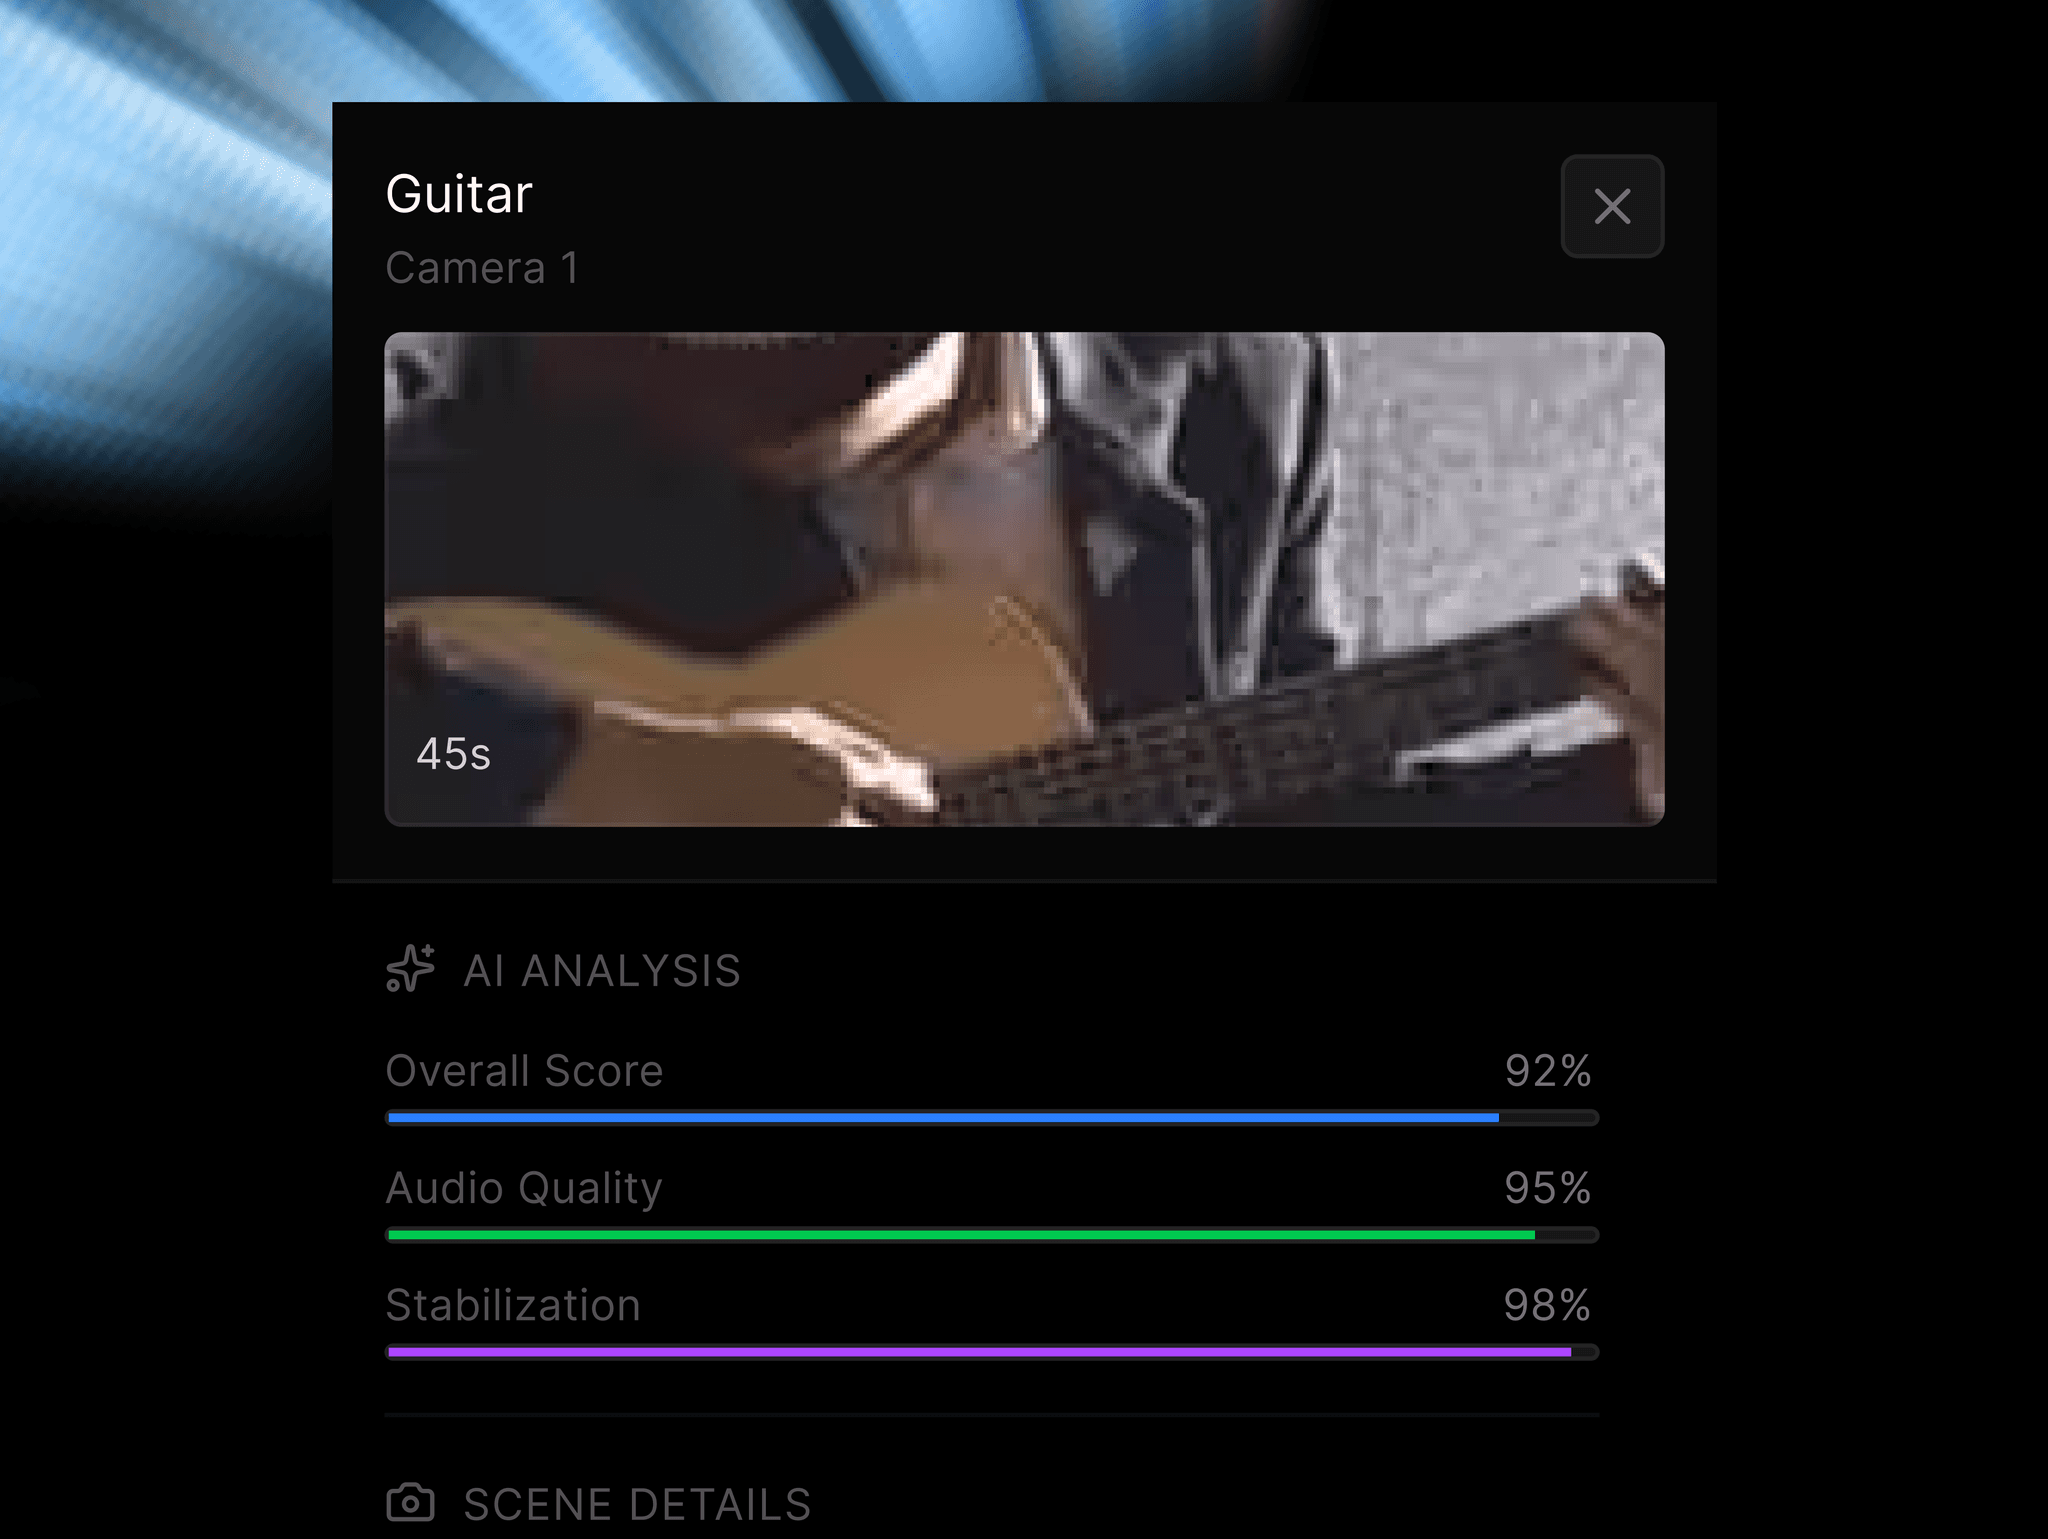 Guitar
Camera 1
45s
AI ANALYSIS
Overall Score 92%
Audio Quality 95%
Stabilization 98%
SCENE DETAILS